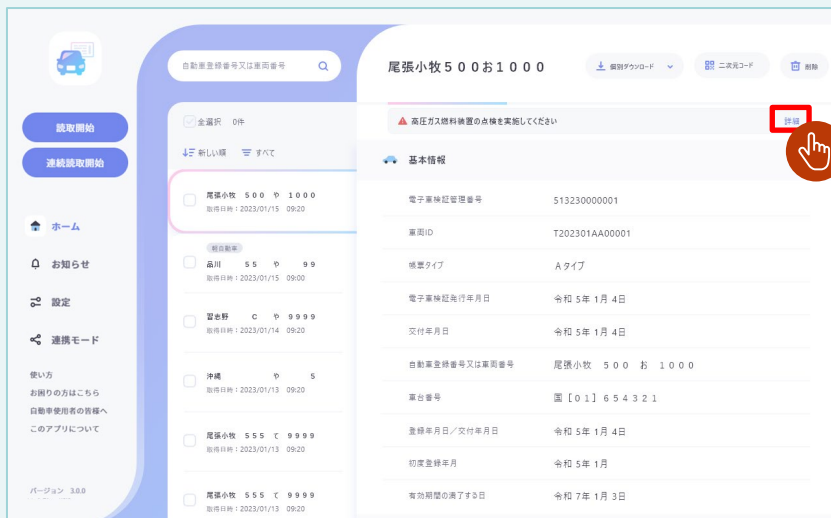 自動車登録番号又は車両番号
尾張小牧５００お１０００
個別ダウンロード
二次元コード
削除
読取開始
連続読取開始
全選択 0件
新しい順 すべて
高圧ガス燃料装置の点検を実施してください
詳細
基本情報
ホーム
お知らせ
設定
連携モード
使い方
お困りの方はこちら
自動車使用者の皆様へ
このアプリについて
バージョン 3.0.0
尾張小牧 ５００ や １０００
取得日時：2023/01/15 09:20
軽自動車
品川 ５５ や ９９
取得日時：2023/01/15 09:00
習志野 Ｃ や ９９９９
取得日時：2023/01/14 09:20
沖縄 や ５
取得日時：2023/01/13 09:20
尾張小牧 ５５５ て ９９９９
取得日時：2023/01/13 09:20
尾張小牧 ５５５ て ９９９９
取得日時：2023/01/13 09:20
電子車検証管理番号 513230000001
車両ID T202301AA00001
帳票タイプ Aタイプ
電子車検証発行年月日 令和 5年 1月 4日
交付年月日 令和 5年 1月 4日
自動車登録番号又は車両番号 尾張小牧 ５００ お １０００
車台番号 国［０１］６５４３２１
登録年月日／交付年月日 令和 5年 1月 4日
初度登録年月 令和 5年 1月
有効期間の満了する日 令和 7年 1月 3日